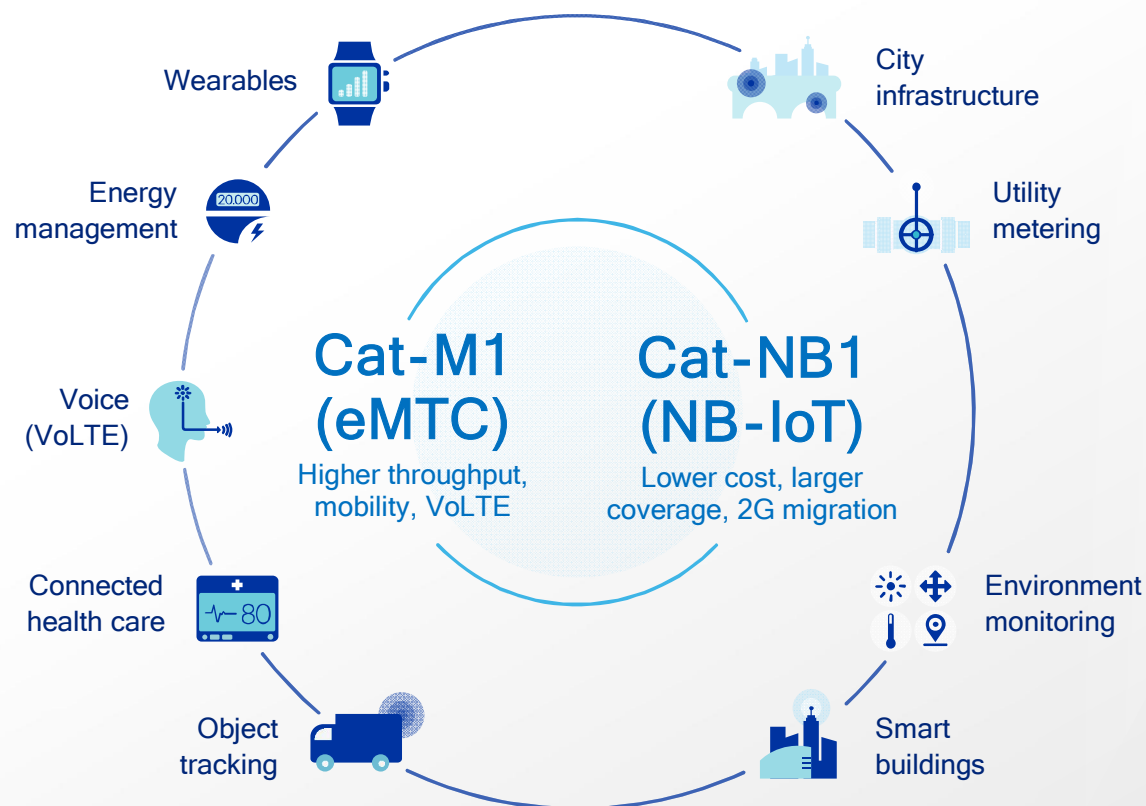 Wearables
City
infrastructure
Energy
management
20.000
Utility
metering
Cat-M1
(eMTC)
Higher throughput,
mobility, VoLTE
Cat-NB1
(NB-IoT)
Lower cost, larger
coverage, 2G migration
Voice
(VoLTE)
Connected
health care
80
Environment
monitoring
Object
tracking
Smart
buildings